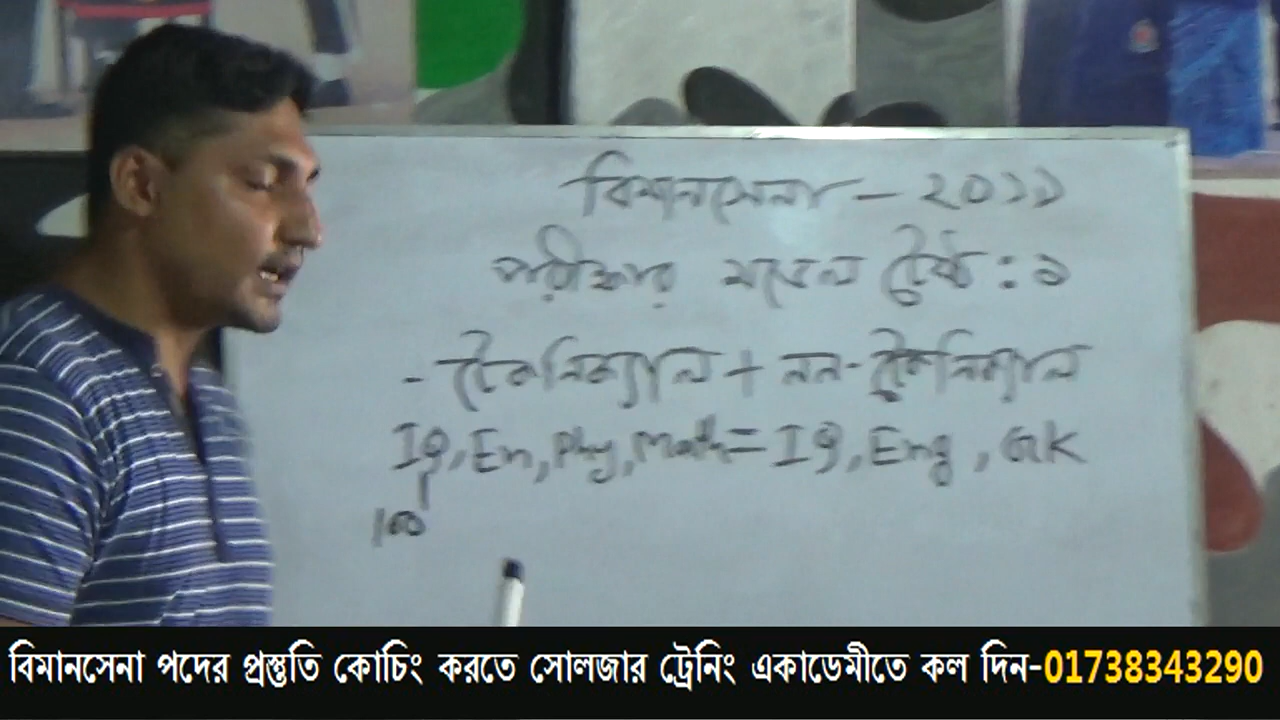 বিমানসেনা - ২০১৯
পরীক্ষার মডেল টেষ্ট : ১
- টেকনিক্যাল + নন-টেকনিক্যাল
IQ, En, Phy, Math = IQ, Eng, GK
100
বিমানসেনা পদের প্রস্তুতি কোচিং করতে সোলজার ট্রেনিং একাডেমীতে কল দিন-01738343290